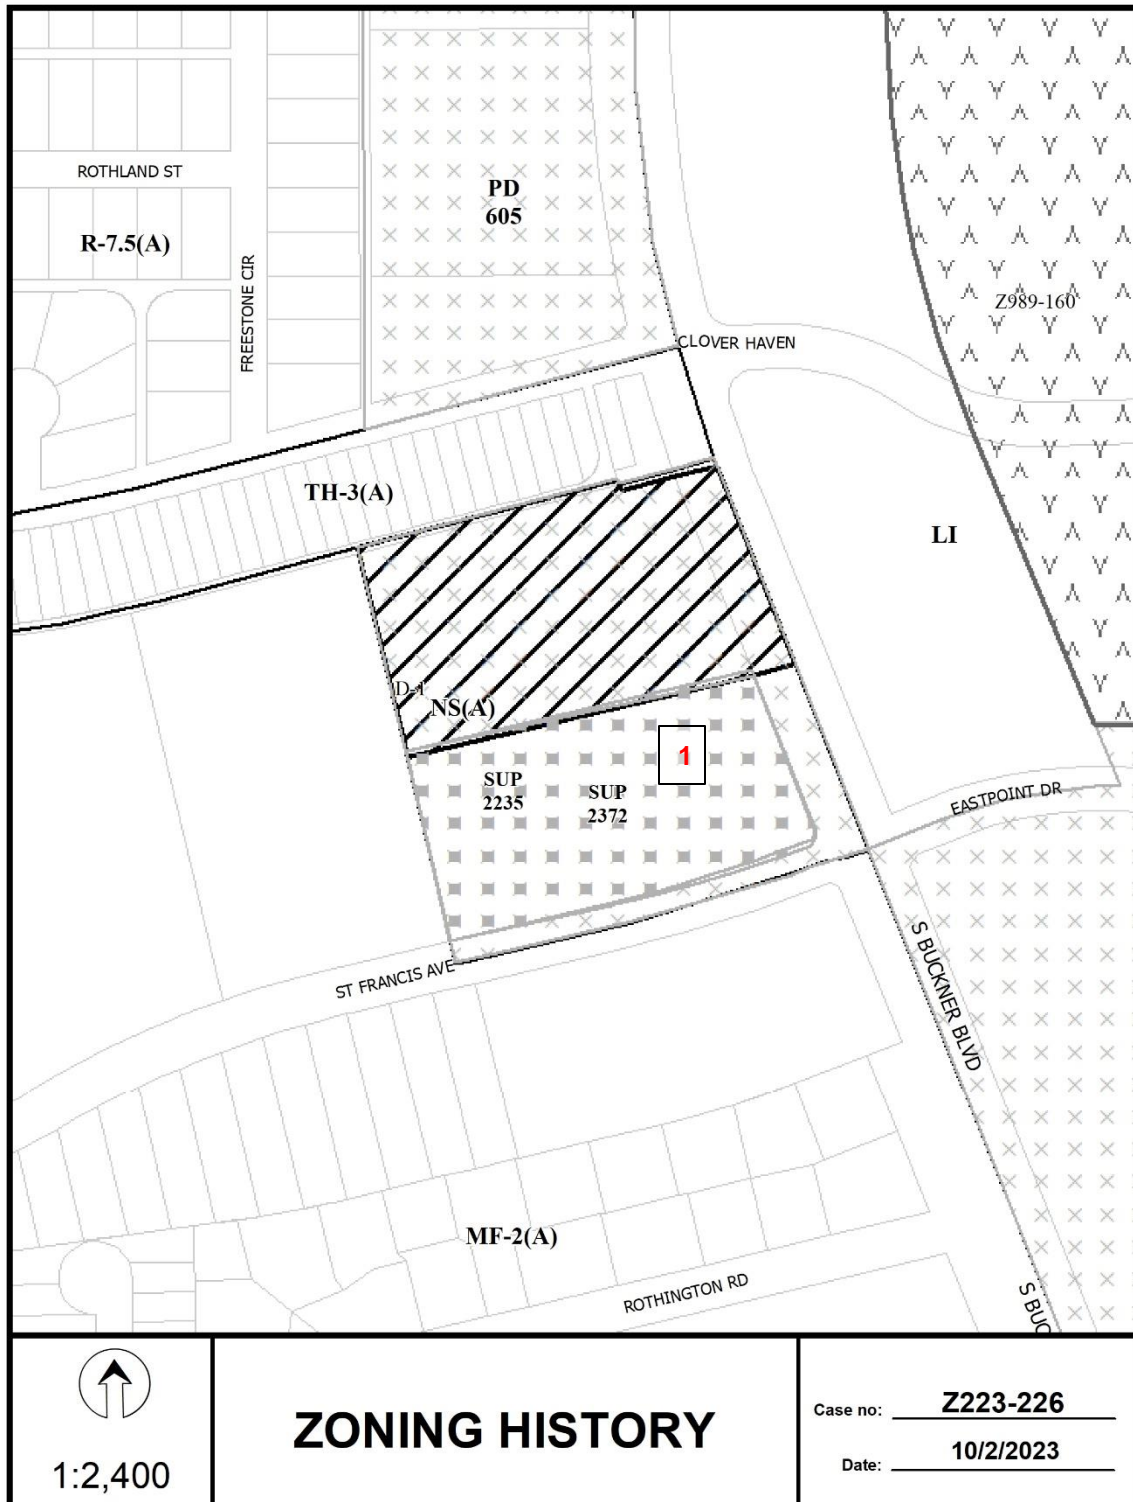 ROTHLAND ST
PD
605
R-7.5(A)
FREESTONE CIR
Z989-160
CLOVER HAVEN
TH-3(A)
LI
D-1
NS(A)
1
SUP
2235
SUP
2372
EASTPOINT DR
S BUCKNER BLVD
ST FRANCIS AVE
MF-2(A)
ROTHINGTON RD
S BUC
1:2,400
ZONING HISTORY
Case no: Z223-226
Date: 10/2/2023